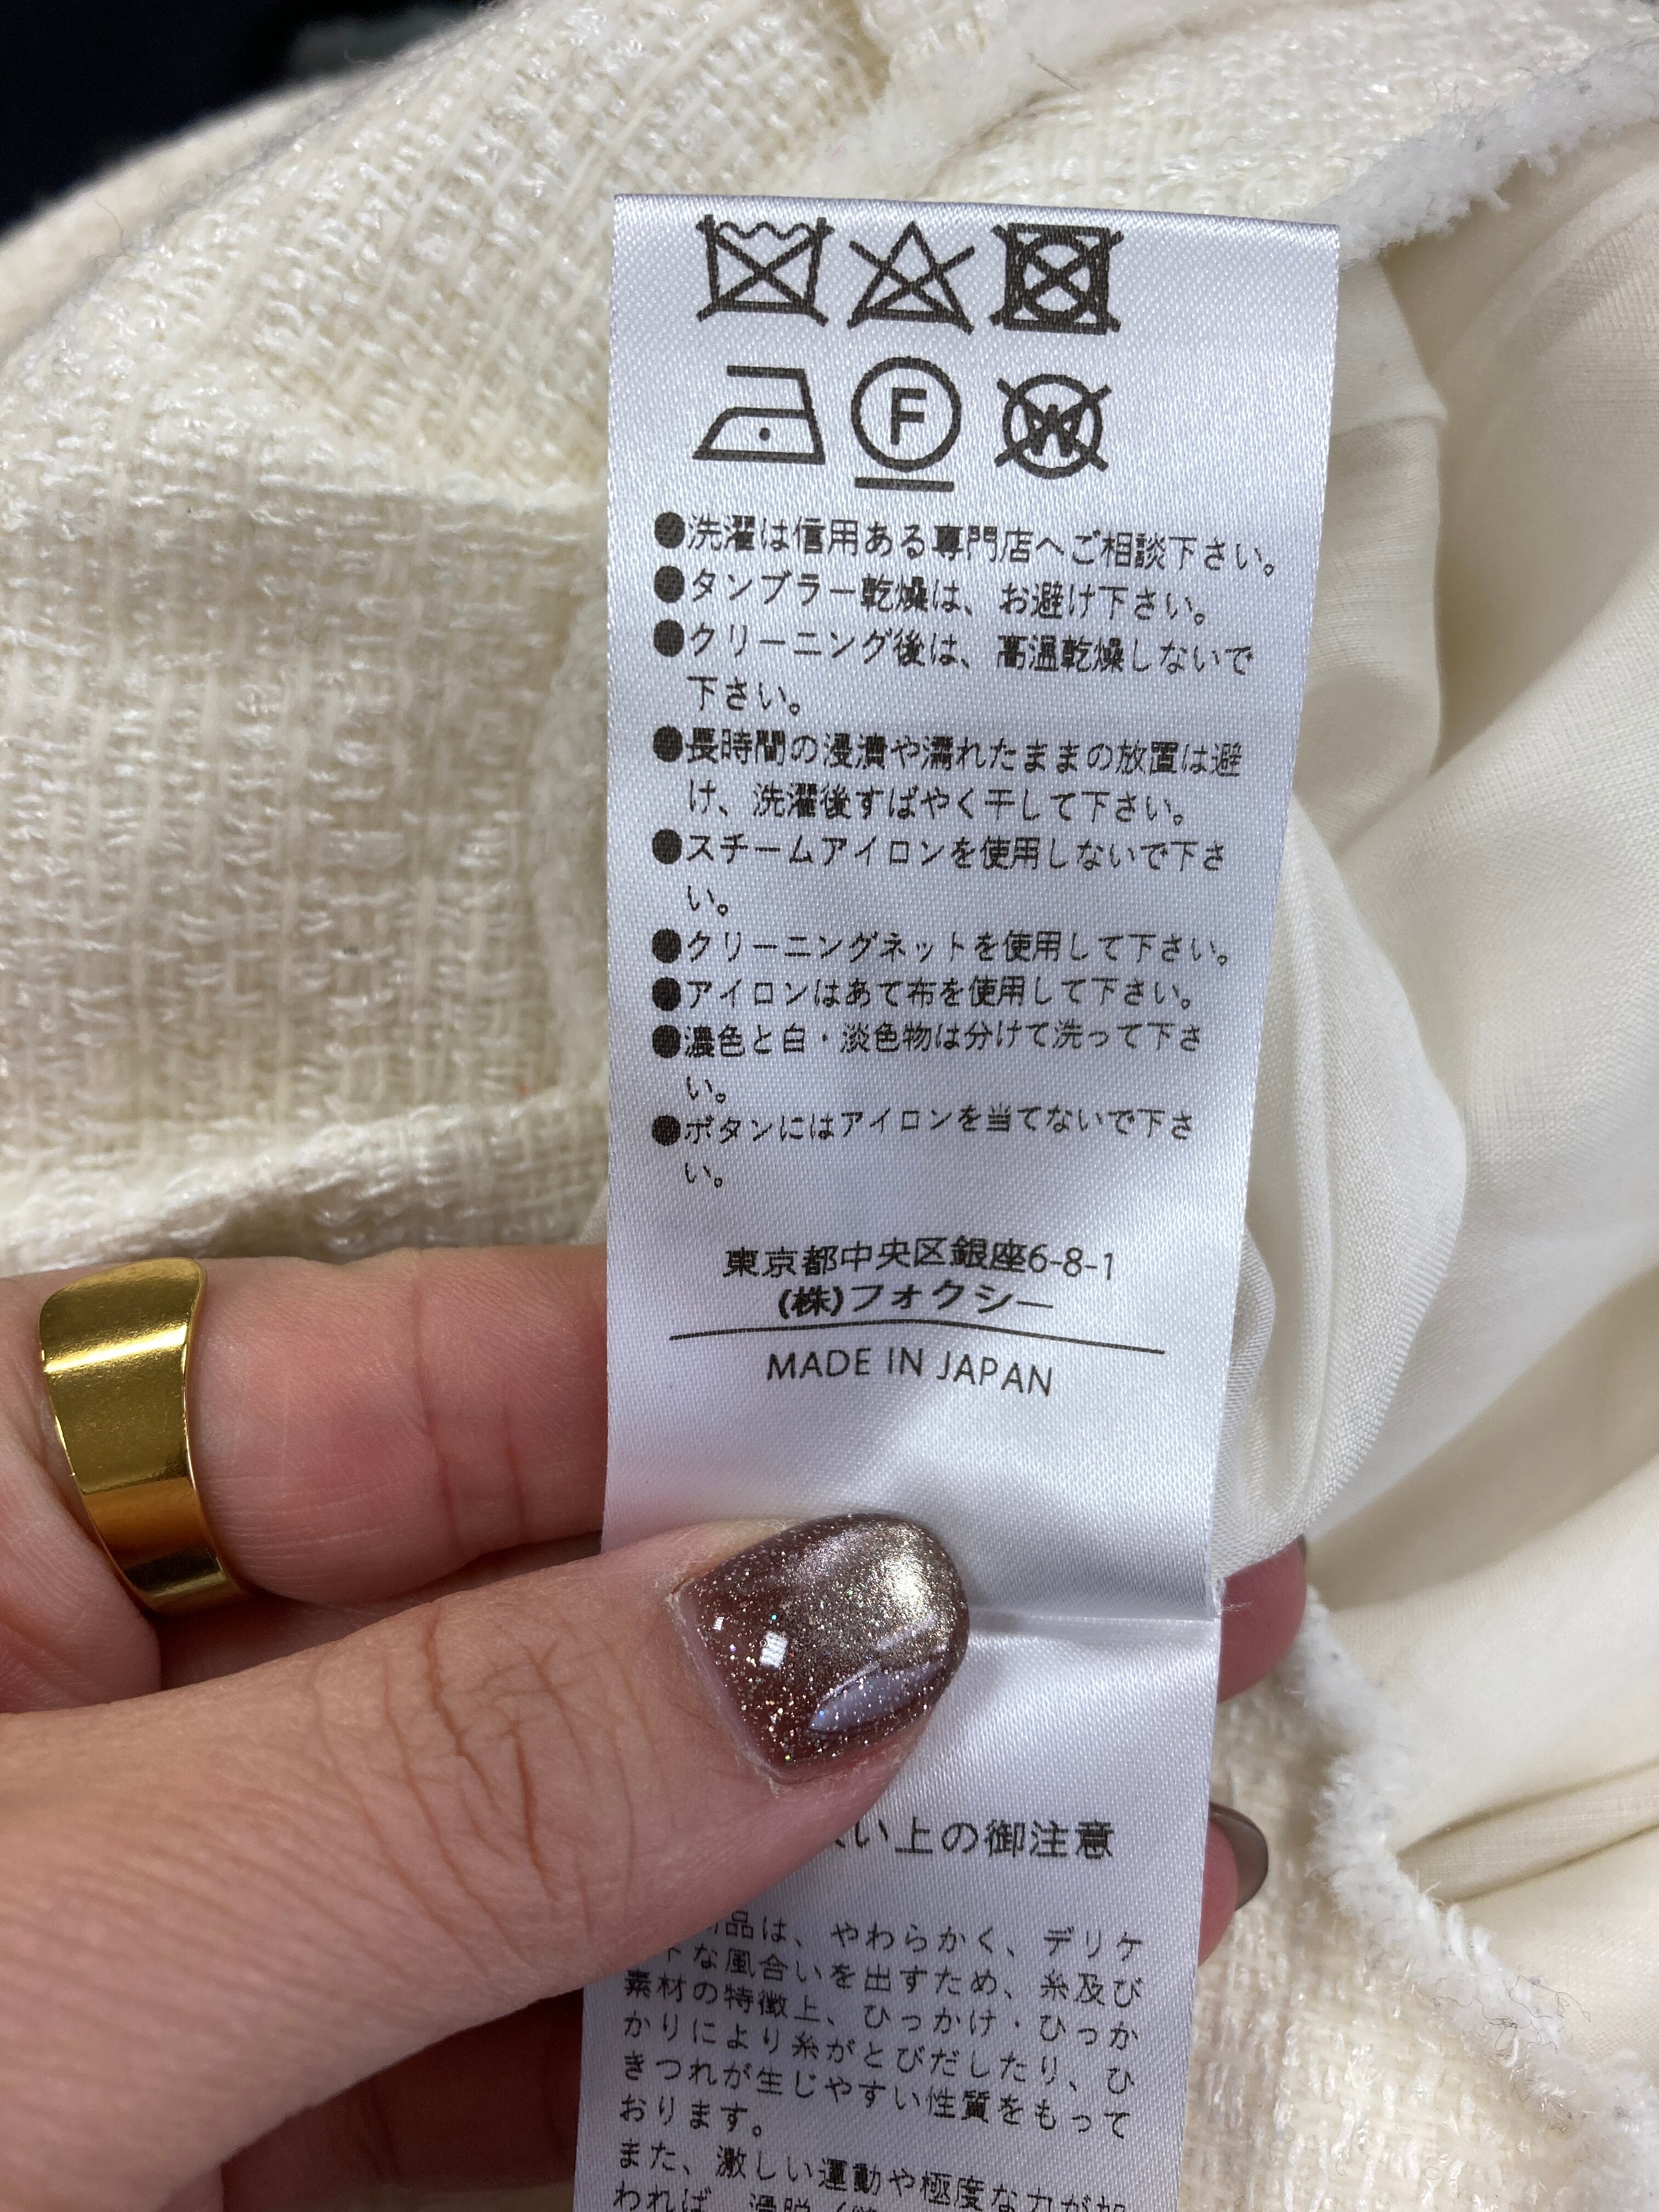 F
W
●洗濯は信用ある専門店へご相談下さい。
●タンブラー乾燥は、お避け下さい。
●クリーニング後は、高温乾燥しないで
下さい。
●長時間の浸漬や濡れたままの放置は避
け、洗濯後すばやく干して下さい。
●スチームアイロンを使用しないで下さ
い。
●クリーニングネットを使用して下さい。
●アイロンはあて布を使用して下さい。
●濃色と白・淡色物は分けて洗って下さ
い。
●ボタンにはアイロンを当てないで下さ
い。
東京都中央区銀座6-8-1
(株)フォクシー
MADE IN JAPAN
い上の御注意
品は、やわらかく、デリケ
トな風合いを出すため、糸及び
素材の特徴上、ひっかけ・ひっか
かりにより糸がとびだしたり、ひ
きつれが生じやすい性質をもって
おります。
また、激しい運動や極度な力が加
われば、滑脱